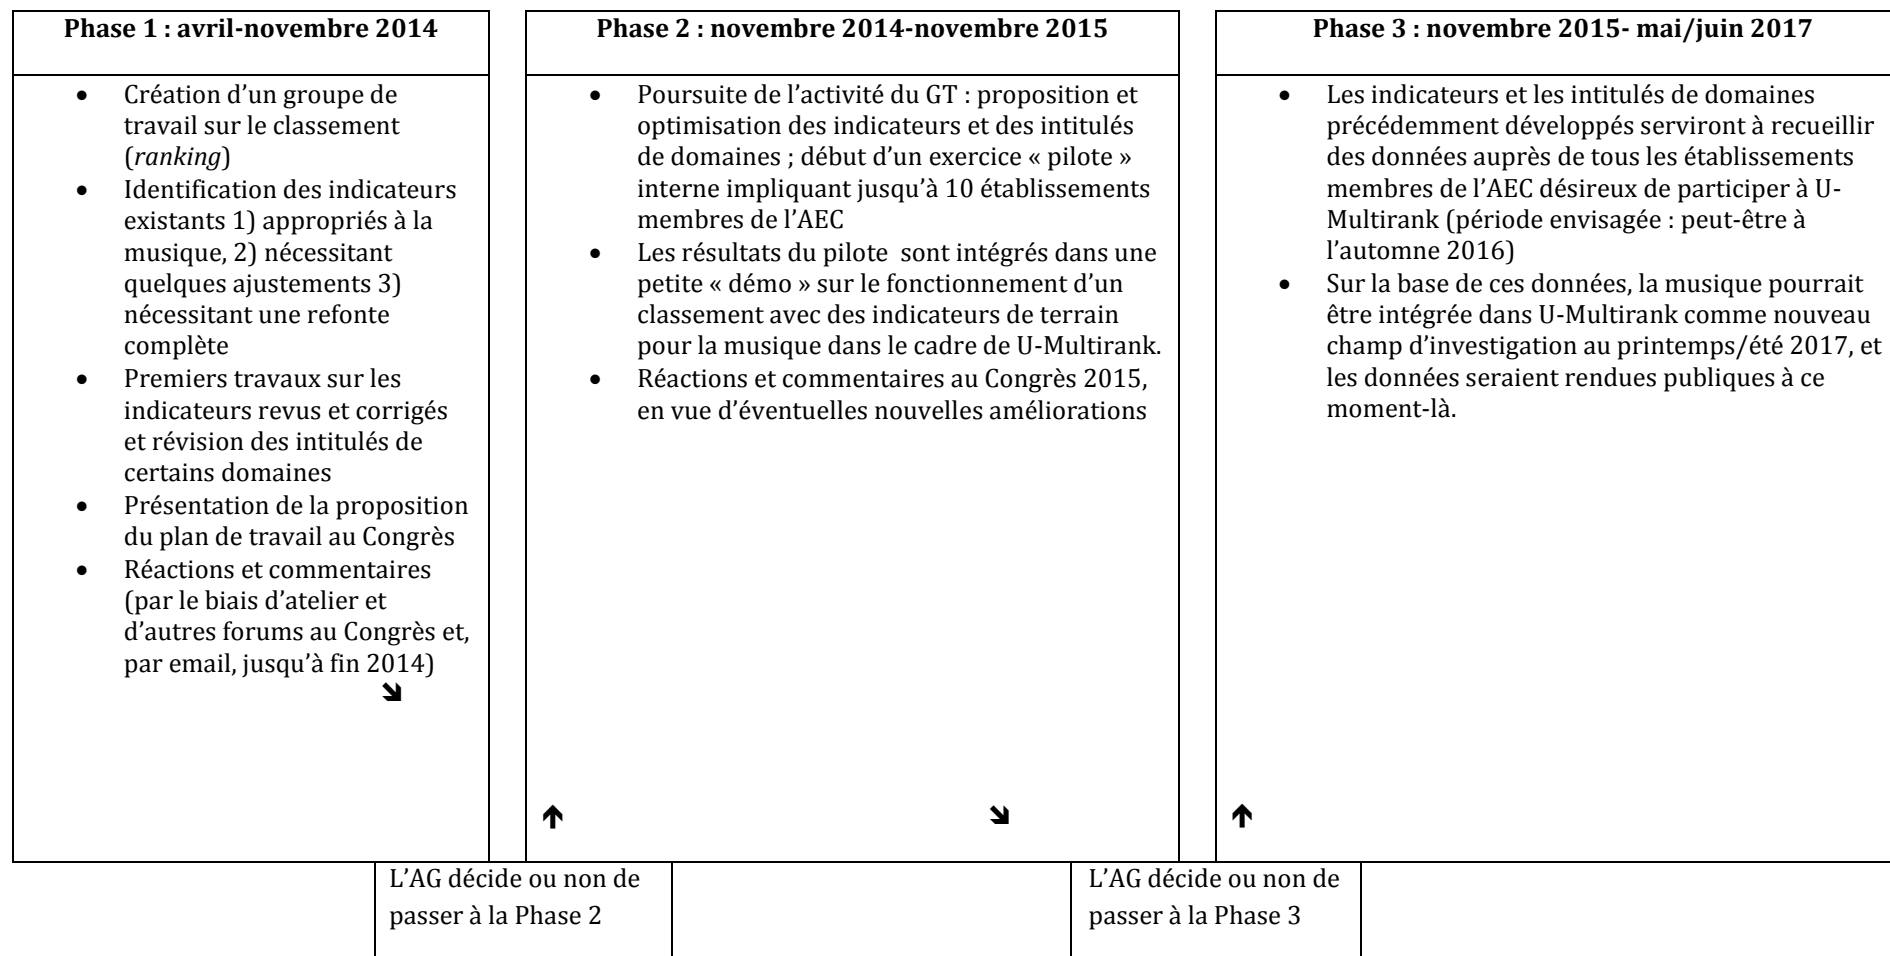 Phase 1 : avril-novembre 2014
• Création d’un groupe de
travail sur le classement
(ranking)
• Identification des indicateurs
existants 1) appropriés à la
musique, 2) nécessitant
quelques ajustements 3)
nécessitant une refonte
complète
• Premiers travaux sur les
indicateurs revus et corrigés
et révision des intitulés de
certains domaines
• Présentation de la proposition
du plan de travail au Congrès
• Réactions et commentaires
(par le biais d’atelier et
d’autres forums au Congrès et,
par email, jusqu’à fin 2014)
Phase 2 : novembre 2014-novembre 2015
• Poursuite de l’activité du GT : proposition et
optimisation des indicateurs et des intitulés
de domaines ; début d’un exercice « pilote »
interne impliquant jusqu’à 10 établissements
membres de l’AEC
• Les résultats du pilote  sont intégrés dans une
petite « démo » sur le fonctionnement d’un
classement avec des indicateurs de terrain
pour la musique dans le cadre de U-Multirank.
• Réactions et commentaires au Congrès 2015,
en vue d’éventuelles nouvelles améliorations
Phase 3 : novembre 2015- mai/juin 2017
• Les indicateurs et les intitulés de domaines
précédemment développés serviront à recueillir
des données auprès de tous les établissements
membres de l’AEC désireux de participer à U-
Multirank (période envisagée : peut-être à
l’automne 2016)
• Sur la base de ces données, la musique pourrait
être intégrée dans U-Multirank comme nouveau
champ d’investigation au printemps/été 2017, et
les données seraient rendues publiques à ce
moment-là.
L’AG décide ou non de
passer à la Phase 2
L’AG décide ou non de
passer à la Phase 3